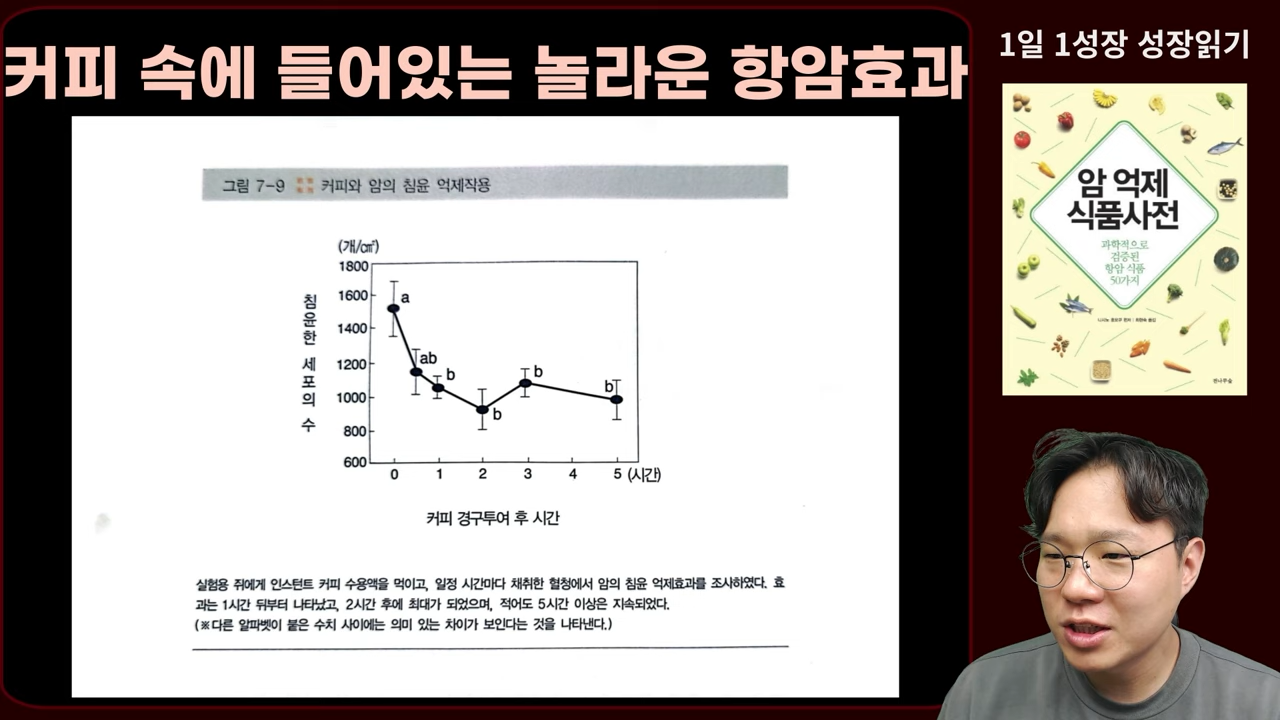 커피 속에 들어있는 놀라운 항암효과
1일 1성장 성장읽기
그림 7-9 커피와 암의 침윤 억제작용
(개/㎠)
1800
1600
1400
1200
1000
800
600
침윤한 세포의 수
a
ab
b
b
b
b
0 1 2 3 4 5 (시간)
커피 경구투여 후 시간
실험용 쥐에게 인스턴트 커피 수용액을 먹이고, 일정 시간마다 채취한 혈청에서 암의 침윤 억제효과를 조사하였다. 효
과는 1시간 뒤부터 나타났고, 2시간 후에 최대가 되었으며, 적어도 5시간 이상은 지속되었다.
(※다른 알파벳이 붙은 수치 사이에는 의미 있는 차이가 보인다는 것을 나타낸다.)
암 억제
식품사전
과학적으로
검증된
항암 식품
50가지